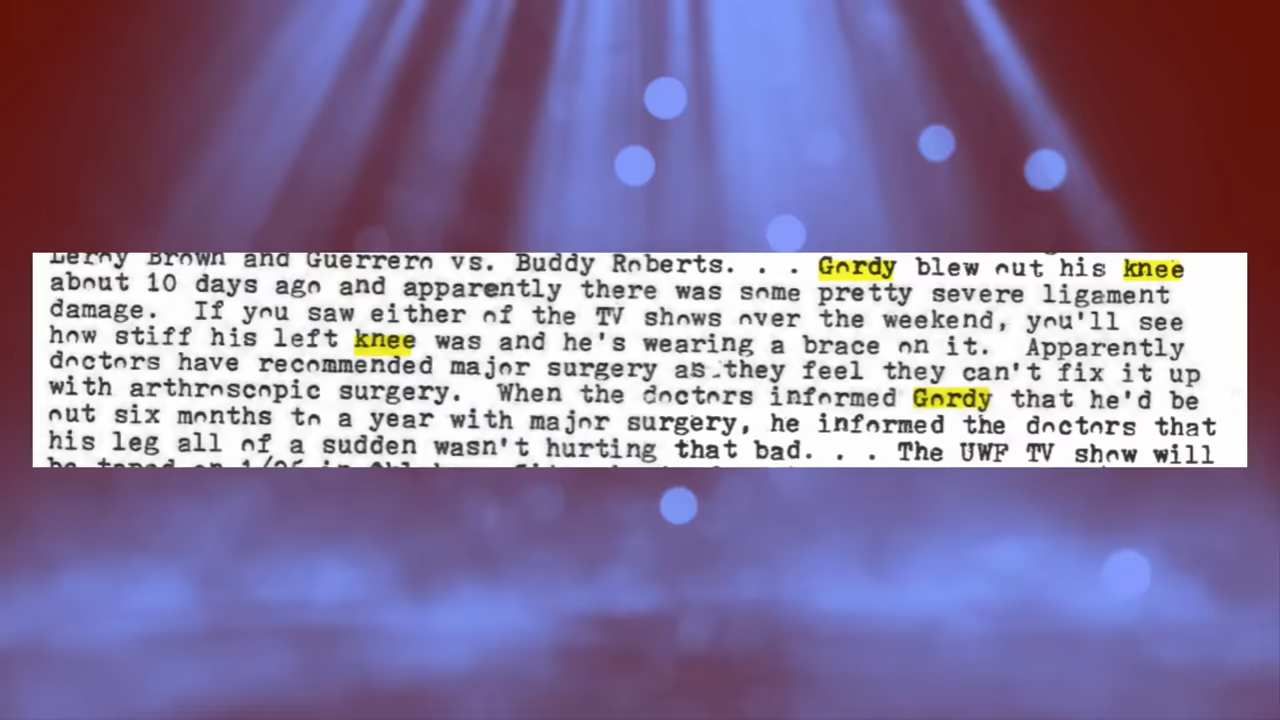 Leroy Brown and Guerrero vs. Buddy Roberts. . . Gordy blew out his knee
about 10 days ago and apparently there was some pretty severe ligament
damage. If you saw either of the TV shows over the weekend, you'll see
how stiff his left knee was and he's wearing a brace on it. Apparently
doctors have recommended major surgery as they feel they can't fix it up
with arthroscopic surgery. When the doctors informed Gordy that he'd be
out six months to a year with major surgery, he informed the doctors that
his leg all of a sudden wasn't hurting that bad. . . The UWF TV show will